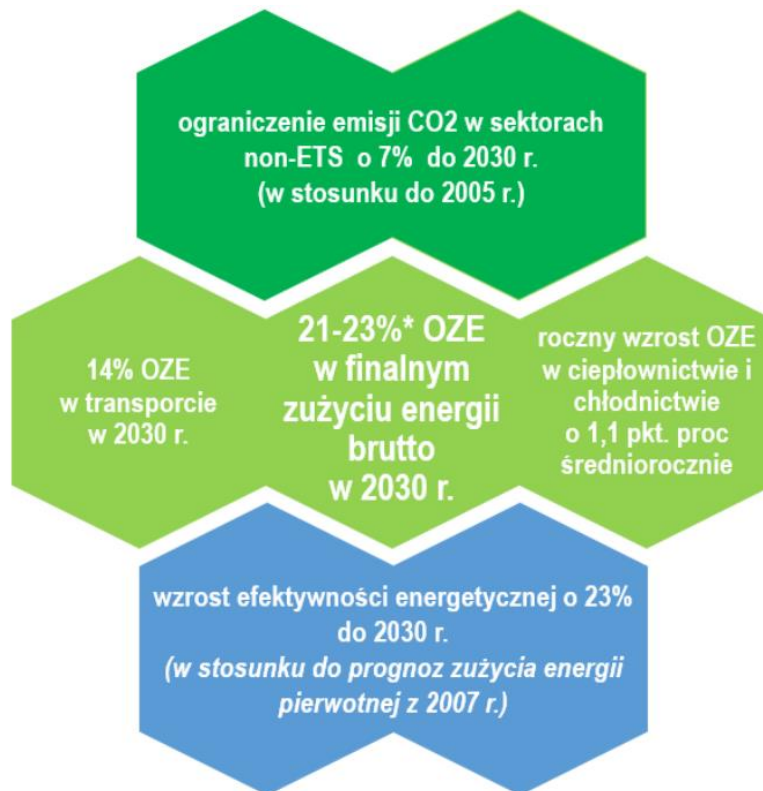 ograniczenie emisji CO2 w sektorach
non-ETS o 7% do 2030 r.
(w stosunku do 2005 r.)
14% OZE
w transporcie
w 2030 r.
21-23%* OZE
w finalnym
zużyciu energii
brutto
w 2030 r.
roczny wzrost OZE
w ciepłownictwie i
chłodnictwie
o 1,1 pkt. proc
średniorocznie
wzrost efektywności energetycznej o 23%
do 2030 r.
(w stosunku do prognoz zużycia energii
pierwotnej z 2007 r.)